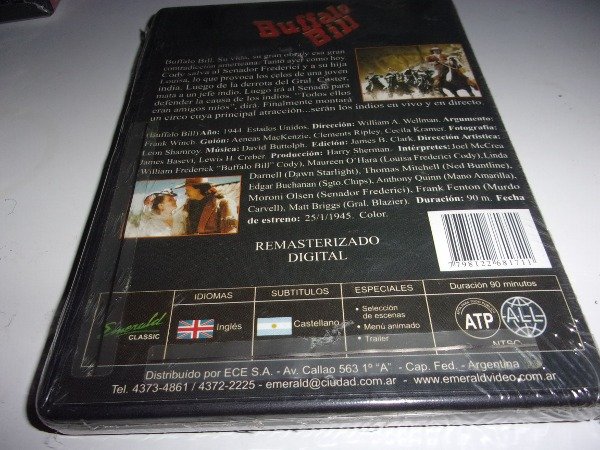 Buffalo
Bill
Buffalo Bill. Su vida, su gran obra y esa gran
contradicción americana. Tanto ayer como hoy.
Cody salva al Senador Frederici y a su hija
Louisa, lo que provoca los celos de una joven
india. Luego de la derrota del Gral. Custer,
mata a un jefe indio. Luego irá al Senado para
defender la causa de los indios. "Todos ellos
eran amigos míos", dirá. Finalmente montará
un circo cuya principal atracción....serán los indios en vivo y en directo.
(Buffalo Bill) Año: 1944. Estados Unidos. Dirección: William A. Wellman. Argumento:
Frank Winch. Guión: Aeneas MacKenzie, Clements Ripley, Cecila Kramer. Fotografía:
Leon Shamroy. Música: David Buttolph. Edición: James B. Clark. Dirección Artística:
James Basevi, Lewis H. Creber. Producción: Harry Sherman. Intérpretes: Joel McCrea
William Frederick "Buffalo Bill" Cody), Maureen O'Hara (Louisa Frederici Cody), Linda
Darnell (Dawn Starlight), Thomas Mitchell (Ned Buntline),
Edgar Buchanan (Sgto.Chips), Anthony Quinn (Mano Amarilla),
Moroni Olsen (Senador Frederici), Frank Fenton (Murdo
Carvell), Matt Briggs (Gral. Blazier). Duración: 90 m. Fecha
de estreno: 25/1/1945. Color.
REMASTERIZADO
DIGITAL
7798122681711
Emerald
CLASSIC
IDIOMAS
Inglés
SUBTITULOS
Castellano
ESPECIALES
• Selección
de escenas
• Menú animado
• Trailer
Duración 90 minutos
ATP
ALL
NTSC
Distribuido por ECE S.A. - Av. Callao 563 1º "A" - Cap. Fed. - Argentina
Tel. 4373-4861 / 4372-2225 - emerald@ciudad.com.ar - www.emeraldvideo.com.ar